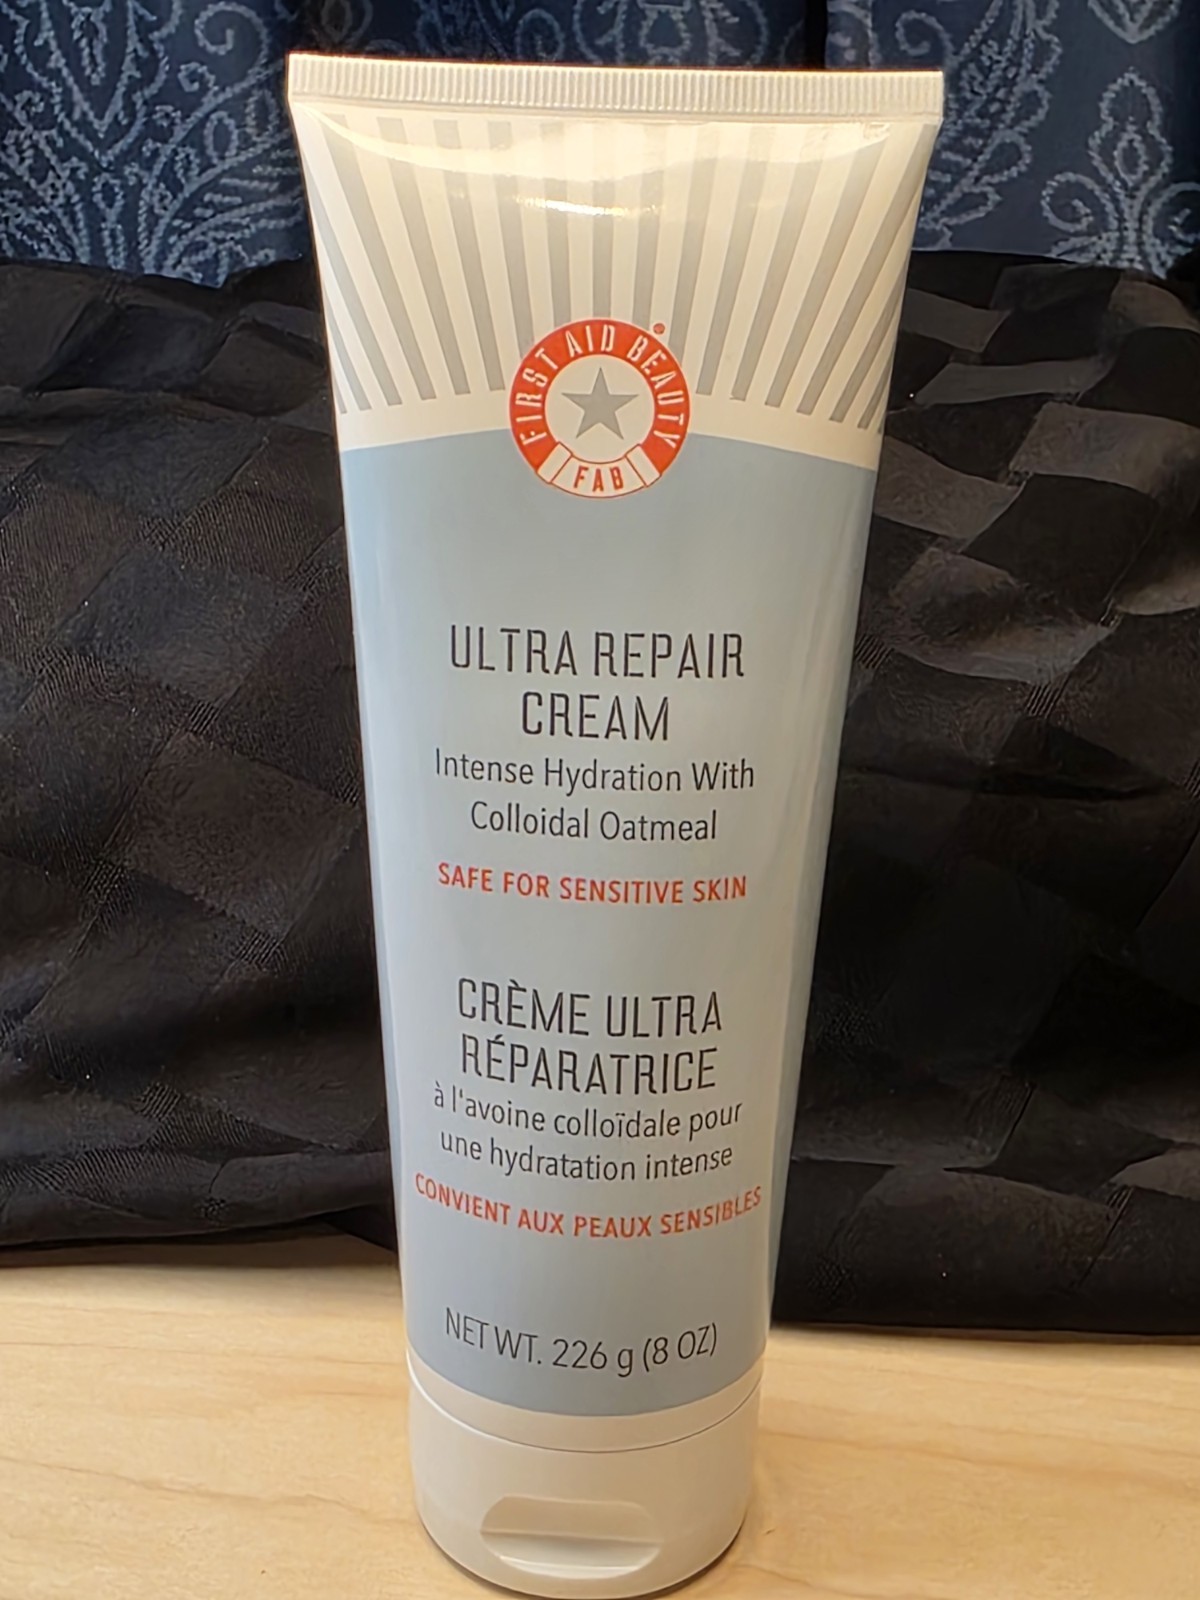 FIRST AID BEAUTY®
FAB
ULTRA REPAIR
CREAM
Intense Hydration With
Colloidal Oatmeal
SAFE FOR SENSITIVE SKIN
CRÈME ULTRA
RÉPARATRICE
à l'avoine colloïdale pour
une hydratation intense
CONVIENT AUX PEAUX SENSIBLES
NET WT. 226 g (8 OZ)